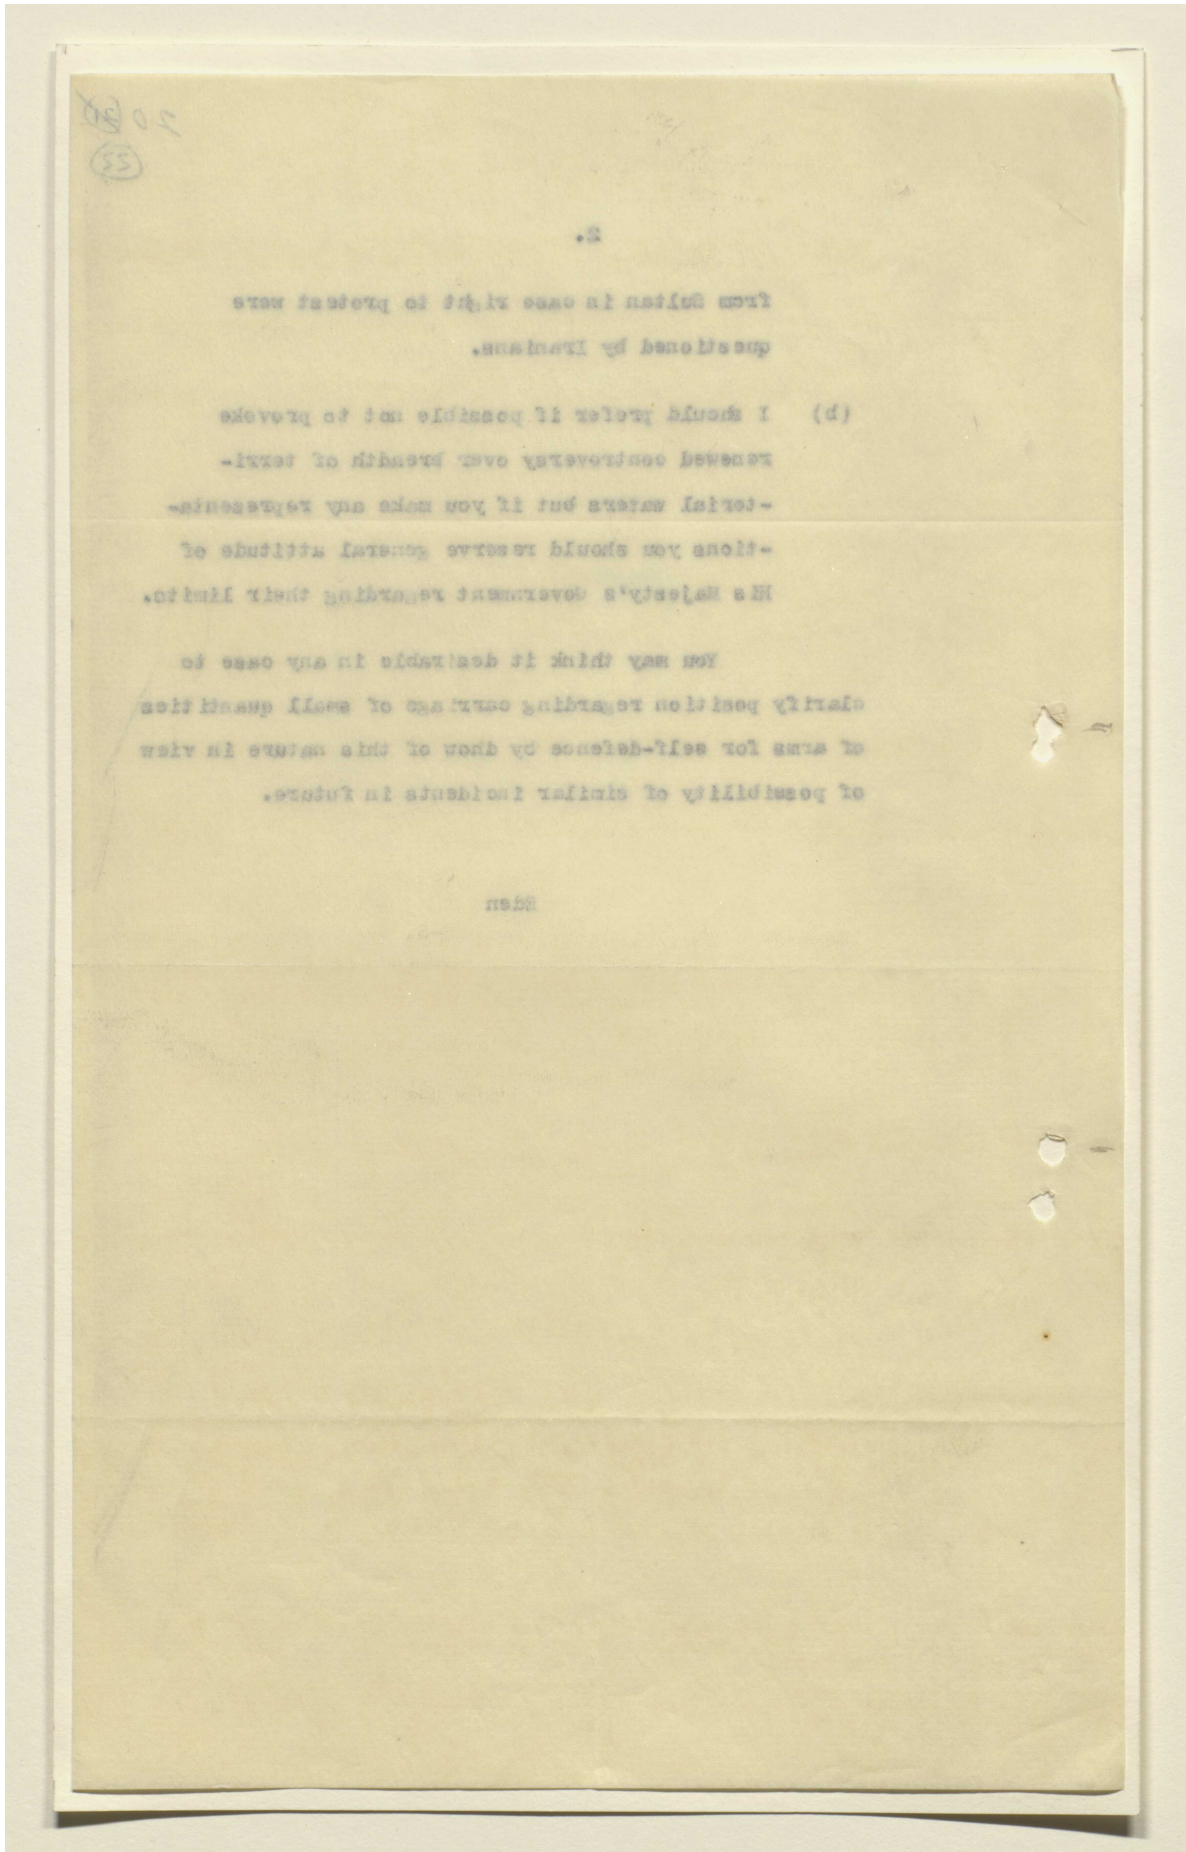 2.
from Sultan in case right to protest were
questioned by Iranians.
(b) I should prefer if possible not to provoke
renewed controversy over breadth of terri-
-torial waters but if you make any representa-
-tions you should reserve general attitude of
His Majesty's Government regarding their limits.
You may think it desirable in any case to
clarify position regarding carriage of small quantities
of arms for self-defence by dhow of this nature in view
of possibility of similar incidents in future.
Eden